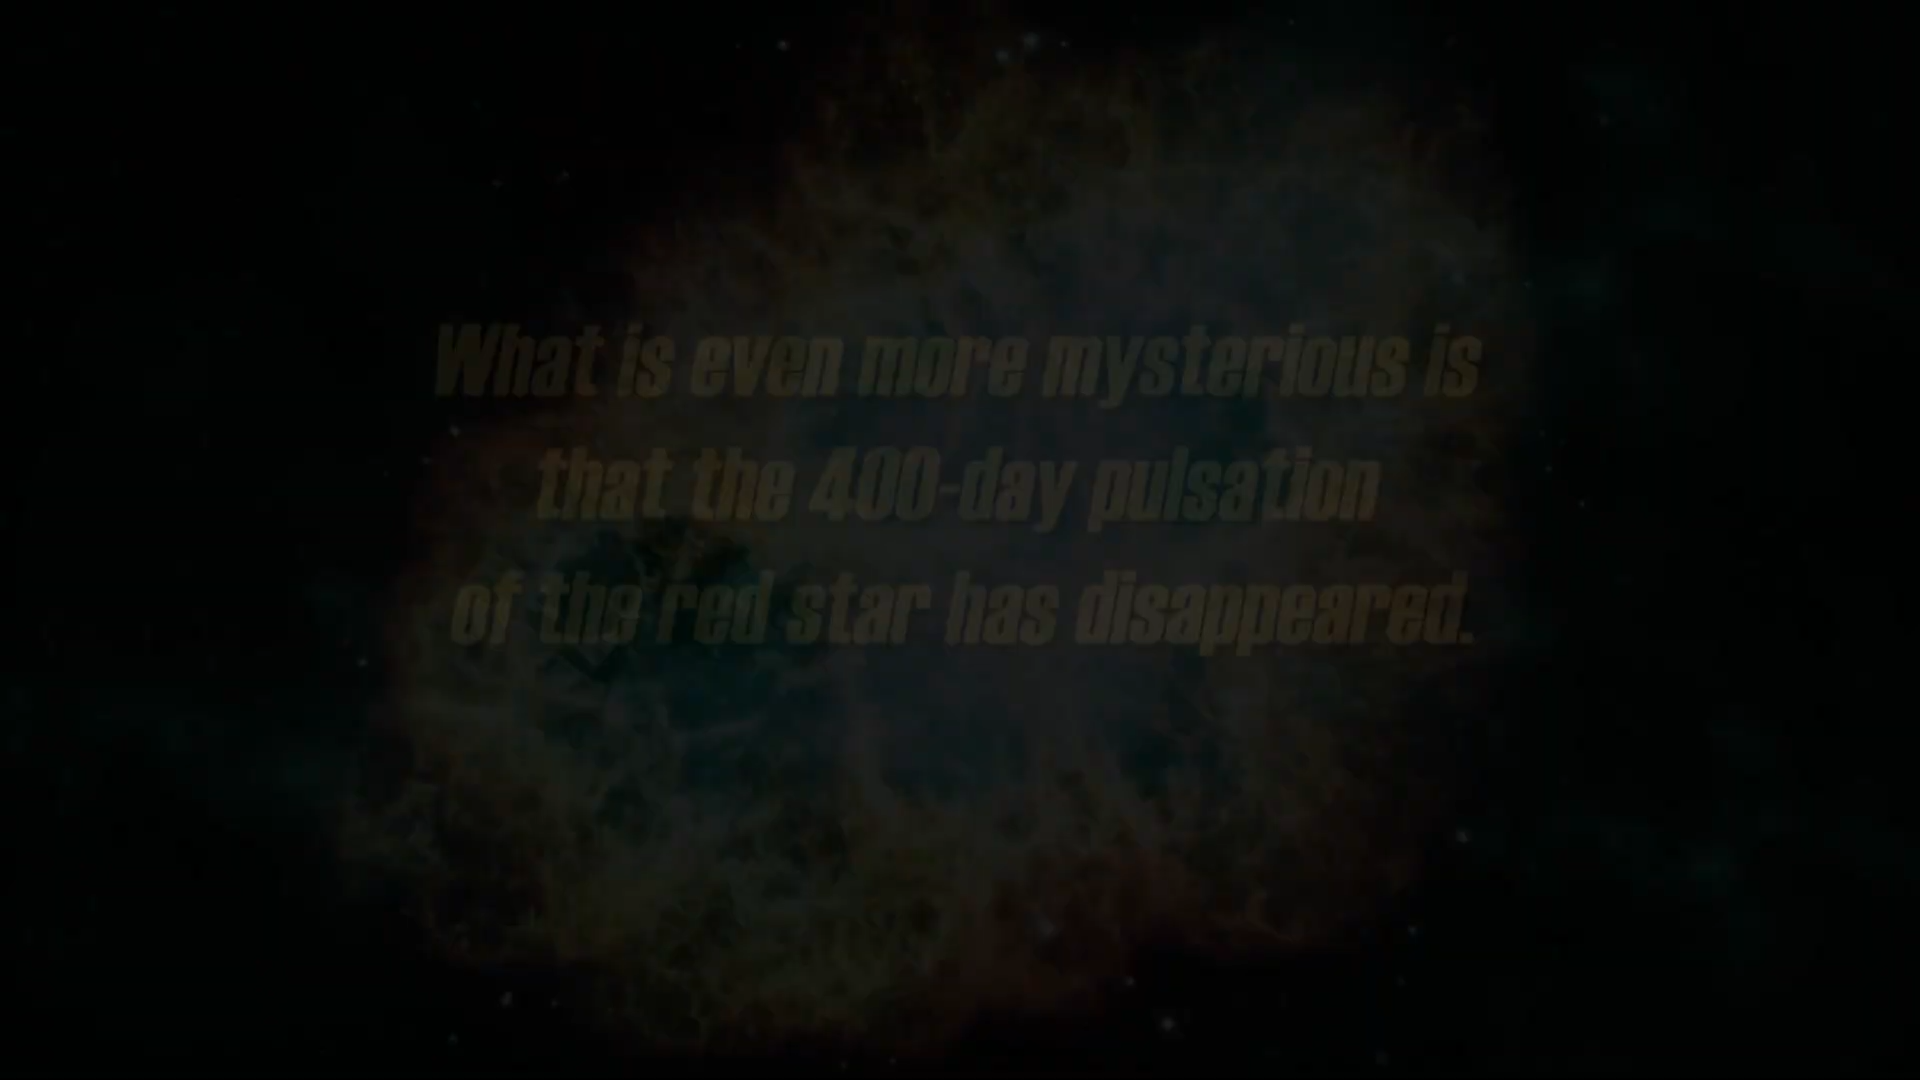 What is even more mysterious is
that the 400-day pulsation
of the red star has disappeared.